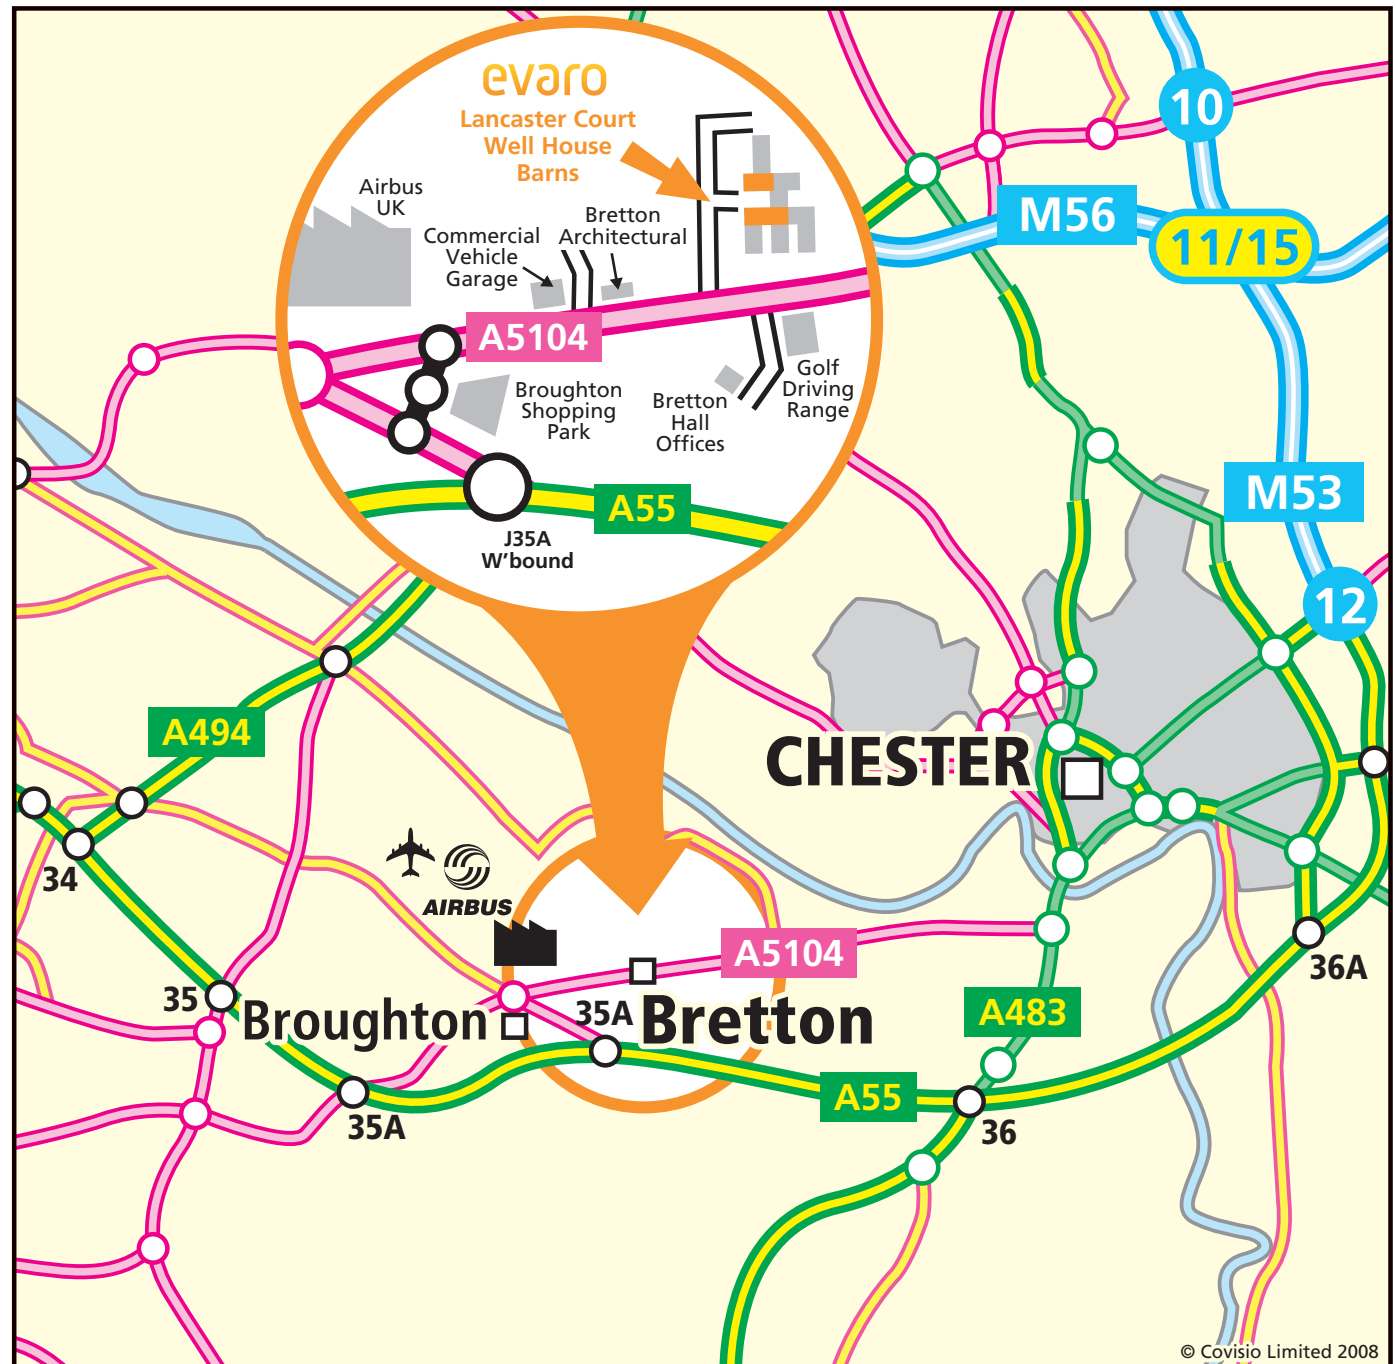 evaro
Lancaster Court
Well House
Barns
Airbus
UK
Commercial
Vehicle
Garage
Bretton
Architectural
A5104
Broughton
Shopping
Park
Bretton
Hall
Offices
Golf
Driving
Range
A55
J35A
W'bound
10
M56
11/15
M53
12
A494
CHESTER
34
AIRBUS
A5104
35
Broughton
35A
Bretton
A483
36A
A55
35A
36
© Covisio Limited 2008